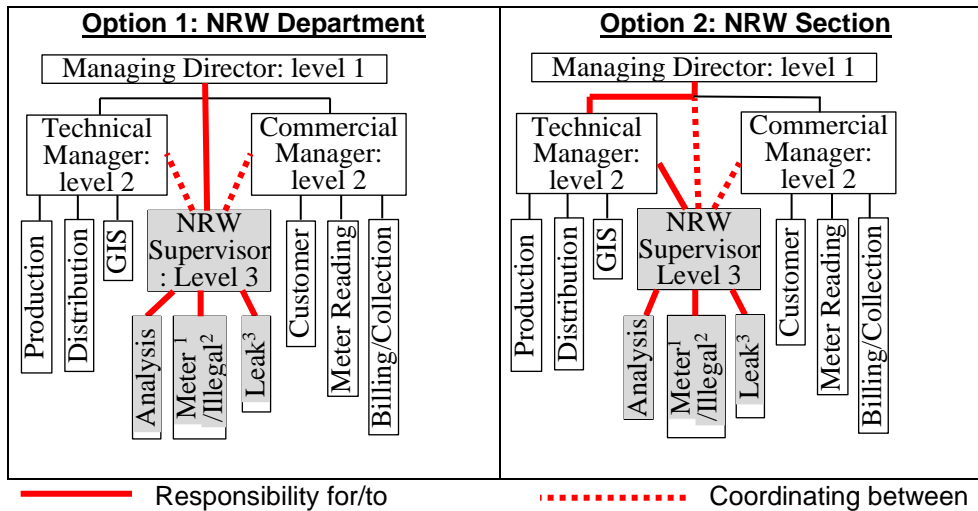 Option 1: NRW Department
Managing Director: level 1
Technical
Manager:
level 2
Commercial
Manager:
level 2
NRW
Supervisor
: Level 3
Production
Distribution
GIS
Customer
Meter Reading
Billing/Collection
Analysis
Meter¹
/Illegal²
Leak³
Option 2: NRW Section
Managing Director: level 1
Technical
Manager:
level 2
Commercial
Manager:
level 2
NRW
Supervisor
Level 3
Production
Distribution
GIS
Customer
Meter Reading
Billing/Collection
Analysis
Meter¹
/Illegal²
Leak³
Responsibility for/to
Coordinating between